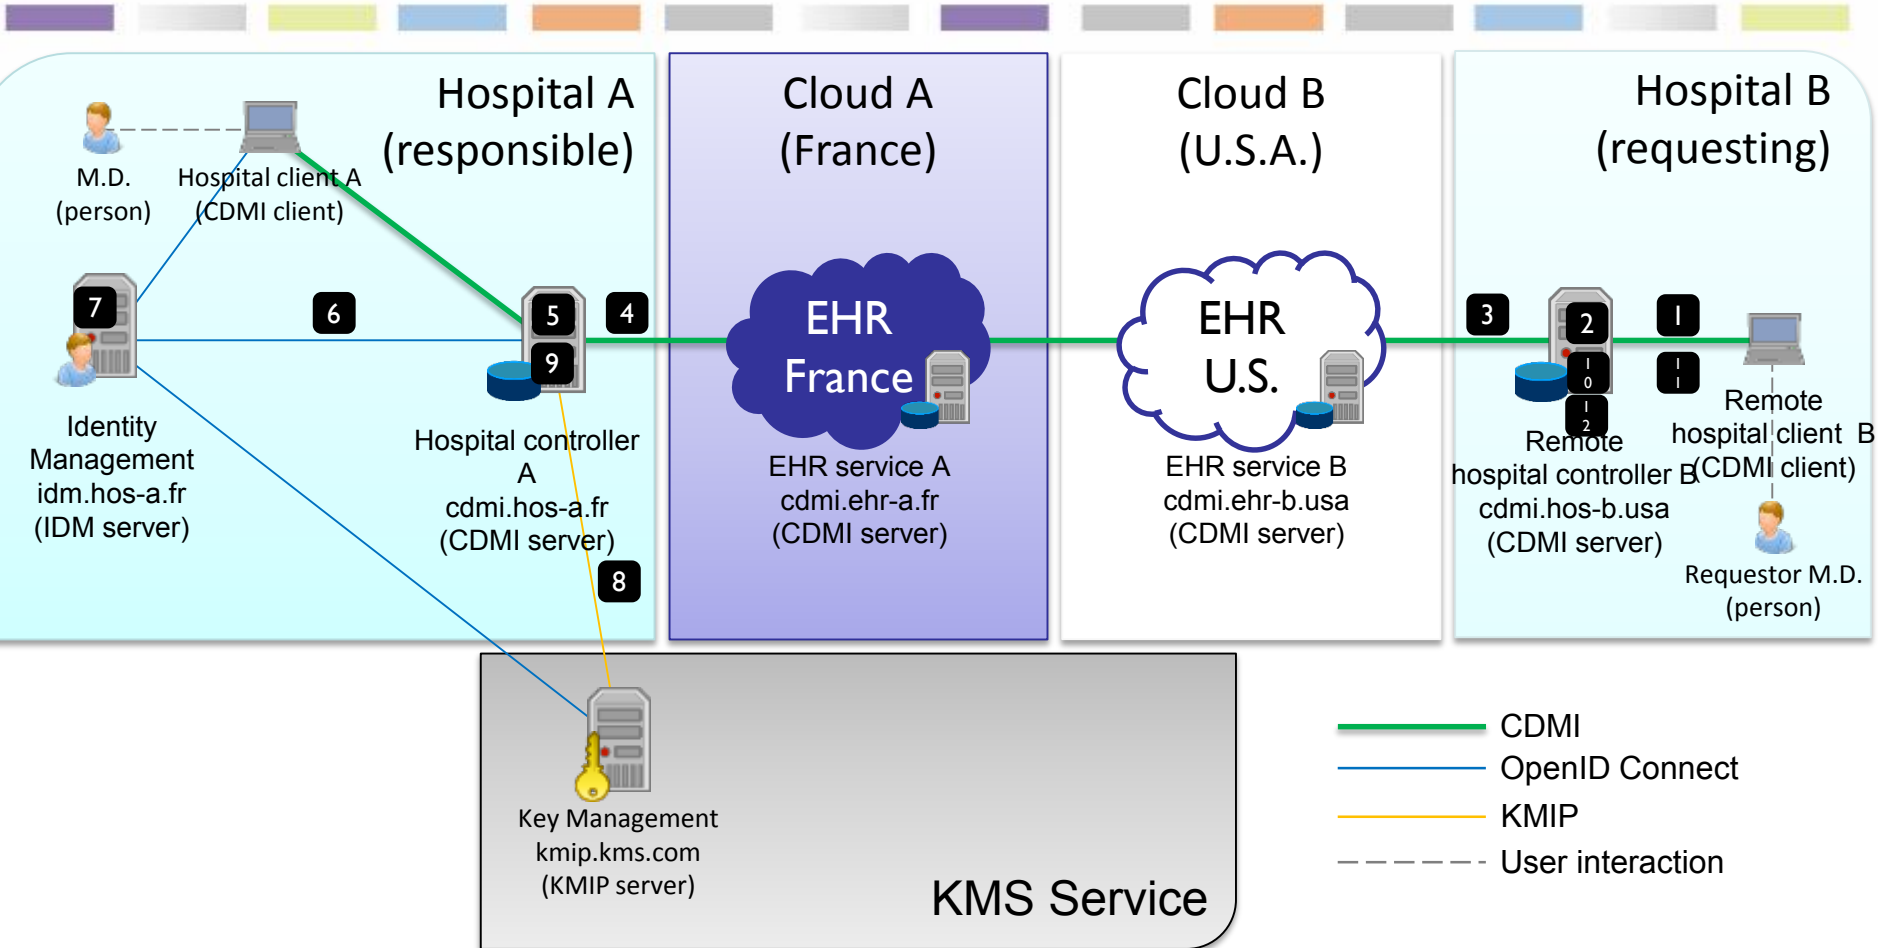 Hospital A
(responsible)
M.D.
(person)
Hospital client A
(CDMI client)
7
6
5
9
4
Identity
Management
idm.hos-a.fr
(IDM server)
Hospital controller
A
cdmi.hos-a.fr
(CDMI server)
8
Cloud A
(France)
EHR
France
EHR service A
cdmi.ehr-a.fr
(CDMI server)
Cloud B
(U.S.A.)
EHR
U.S.
EHR service B
cdmi.ehr-b.usa
(CDMI server)
Hospital B
(requesting)
3
2
1
10
11
12
Remote
hospital controller B
cdmi.hos-b.usa
(CDMI server)
Remote
hospital client B
(CDMI client)
Requestor M.D.
(person)
Key Management
kmip.kms.com
(KMIP server)
KMS Service
CDMI
OpenID Connect
KMIP
User interaction